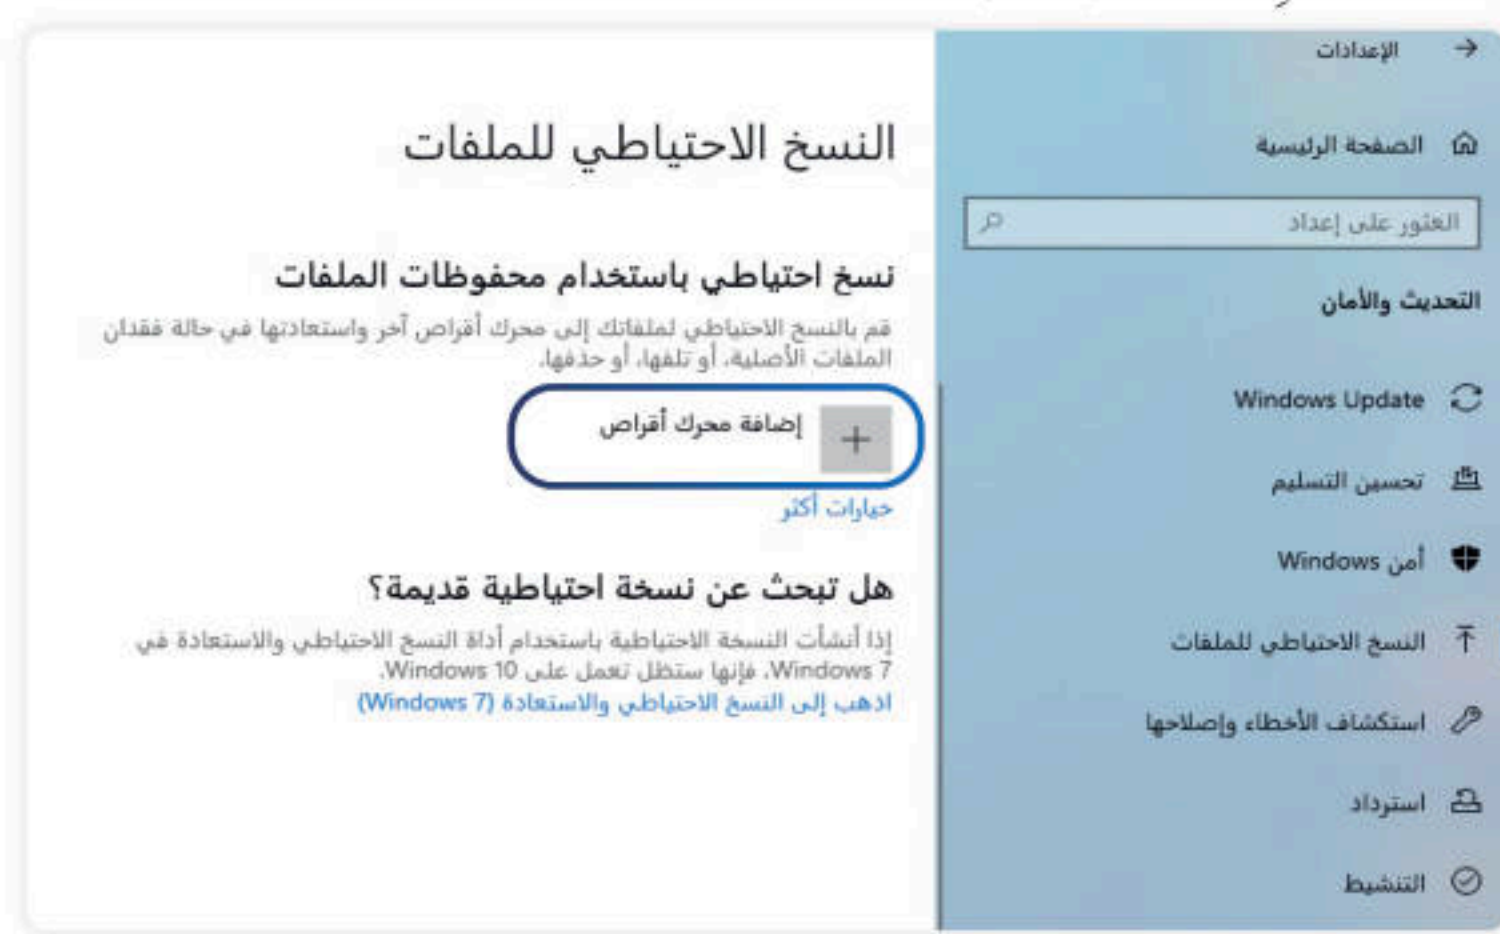 الإعدادات
الصفحة الرئيسية
العثور على إعداد
التحديث والأمان
Windows Update
تحسين التسليم
أمن Windows
النسخ الاحتياطي للملفات
استكشاف الأخطاء وإصلاحها
استرداد
التنشيط
النسخ الاحتياطي للملفات
نسخ احتياطي باستخدام محفوظات الملفات
قم بالنسخ الاحتياطي لملفاتك إلى محرك أقراص آخر واستعادتها في حالة فقدان
الملفات الأصلية، أو تلفها، أو حذفها.
إضافة محرك أقراص
خيارات أكثر
هل تبحث عن نسخة احتياطية قديمة؟
إذا أنشأت النسخة الاحتياطية باستخدام أداة النسخ الاحتياطي والاستعادة في
Windows 7، فإنها ستظل تعمل على Windows 10.
اذهب إلى النسخ الاحتياطي والاستعادة (Windows 7)